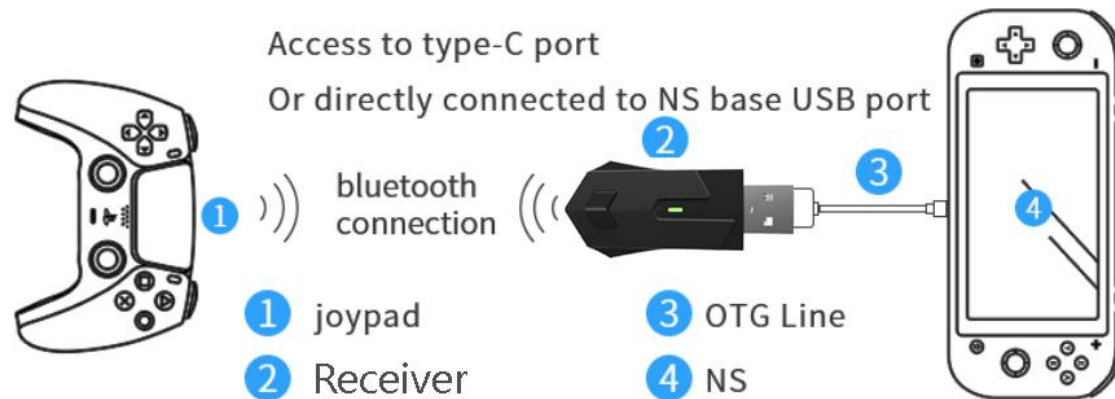 Access to type-C port
Or directly connected to NS base USB port
2
3
bluetooth
connection
1
4
1 joypad
3 OTG Line
2 Receiver
4 NS